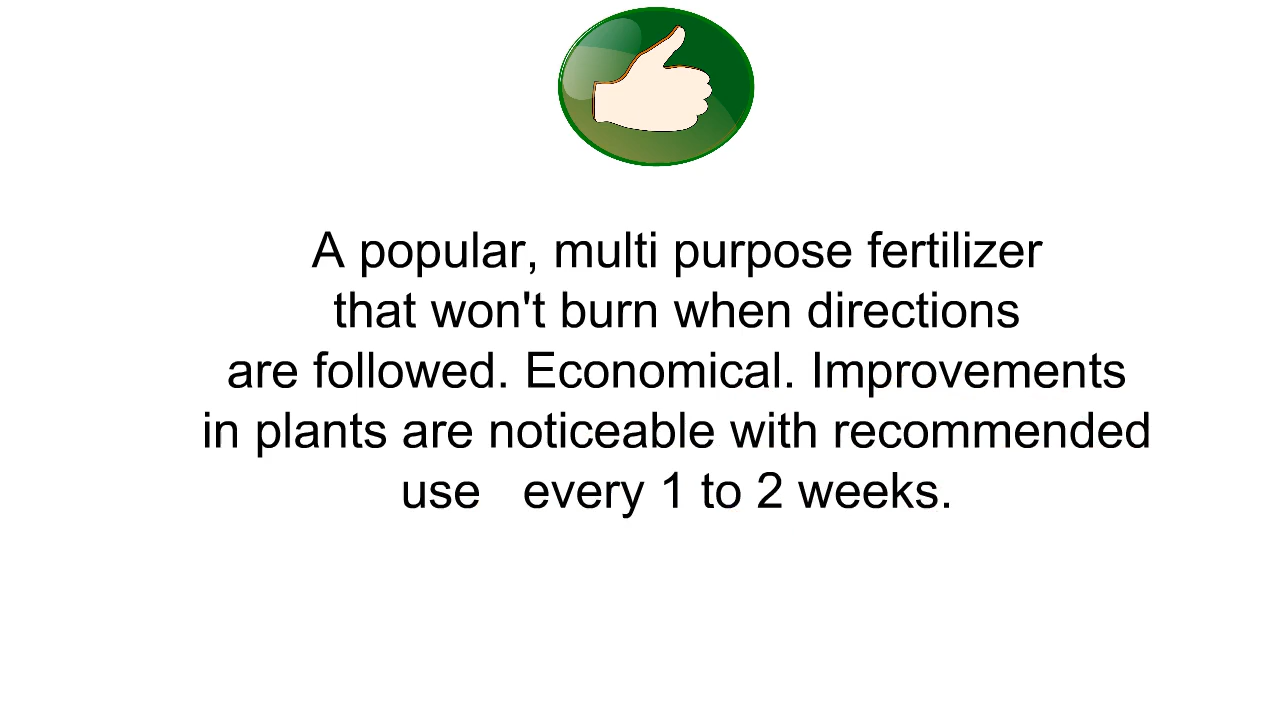 A popular, multi purpose fertilizer
that won't burn when directions
are followed. Economical. Improvements
in plants are noticeable with recommended
use   every 1 to 2 weeks.